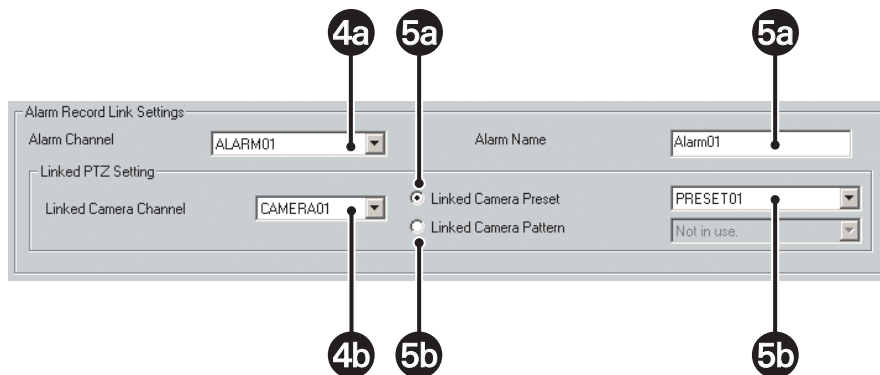 4a 5a 5a
Alarm Record Link Settings
Alarm Channel ALARM01 Alarm Name Alarm01
Linked PTZ Setting
Linked Camera Channel CAMERA01 Linked Camera Preset PRESET01
Linked Camera Pattern Not in use.
4b 5b 5b